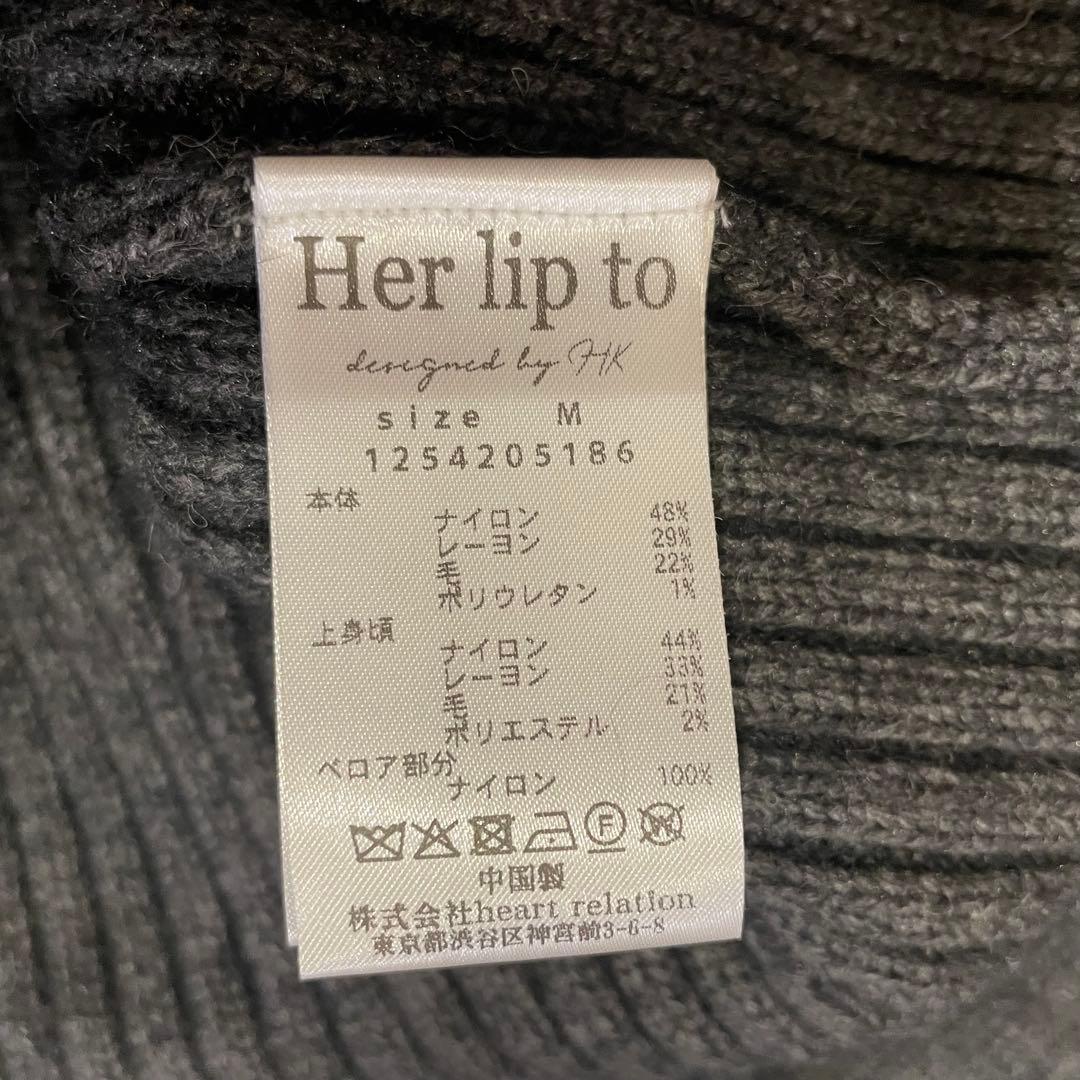 Her lip to
designed by HK
size M
1254205186
本体
ナイロン 48%
レーヨン 29%
毛 22%
ポリウレタン 1%
上身頃
ナイロン 44%
レーヨン 33%
毛 21%
ポリエステル 2%
ベロア部分
ナイロン 100%
F W
中国製
株式会社heart relation
東京都渋谷区神宮前3-6-8